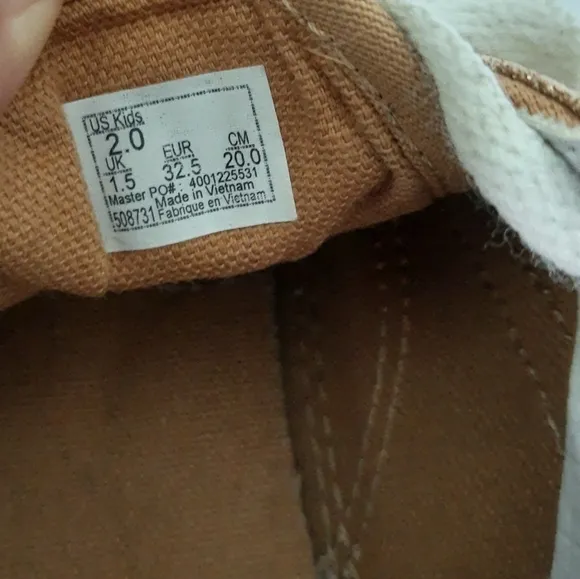 US Kids
2.0
UK EUR CM
1.5 32.5 20.0
Master PO# : 4001225531
Made in Vietnam
508731 Fabrique en Vietnam